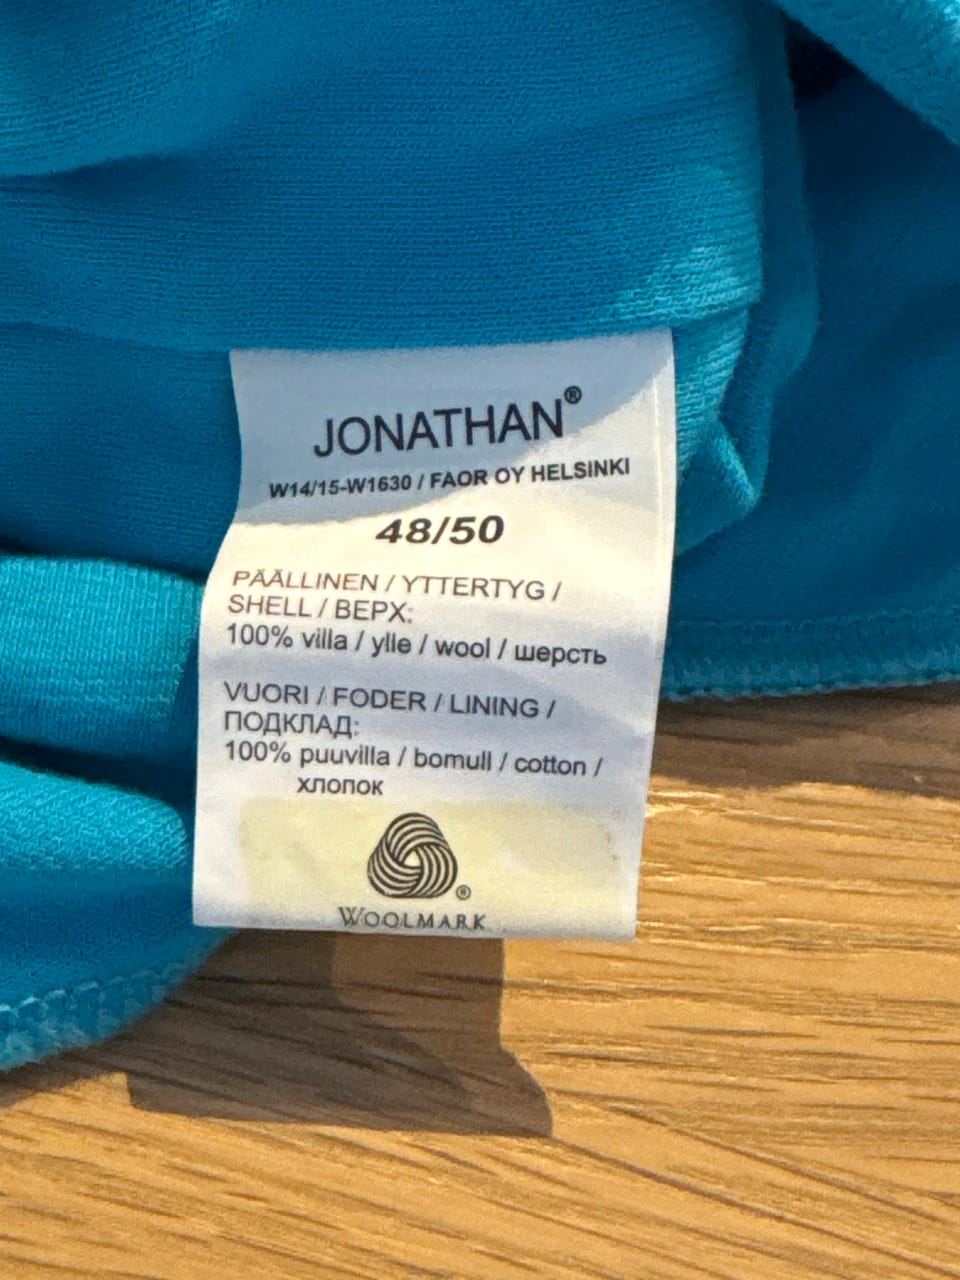 JONATHAN®
W14/15-W1630 / FAOR OY HELSINKI
48/50
PÄÄLLINEN / YTTERTYG /
SHELL / ВЕРХ:
100% villa / ylle / wool / шерсть
VUORI / FODER / LINING /
ПОДКЛАД:
100% puuvilla / bomull / cotton /
хлопок
®
WOOLMARK